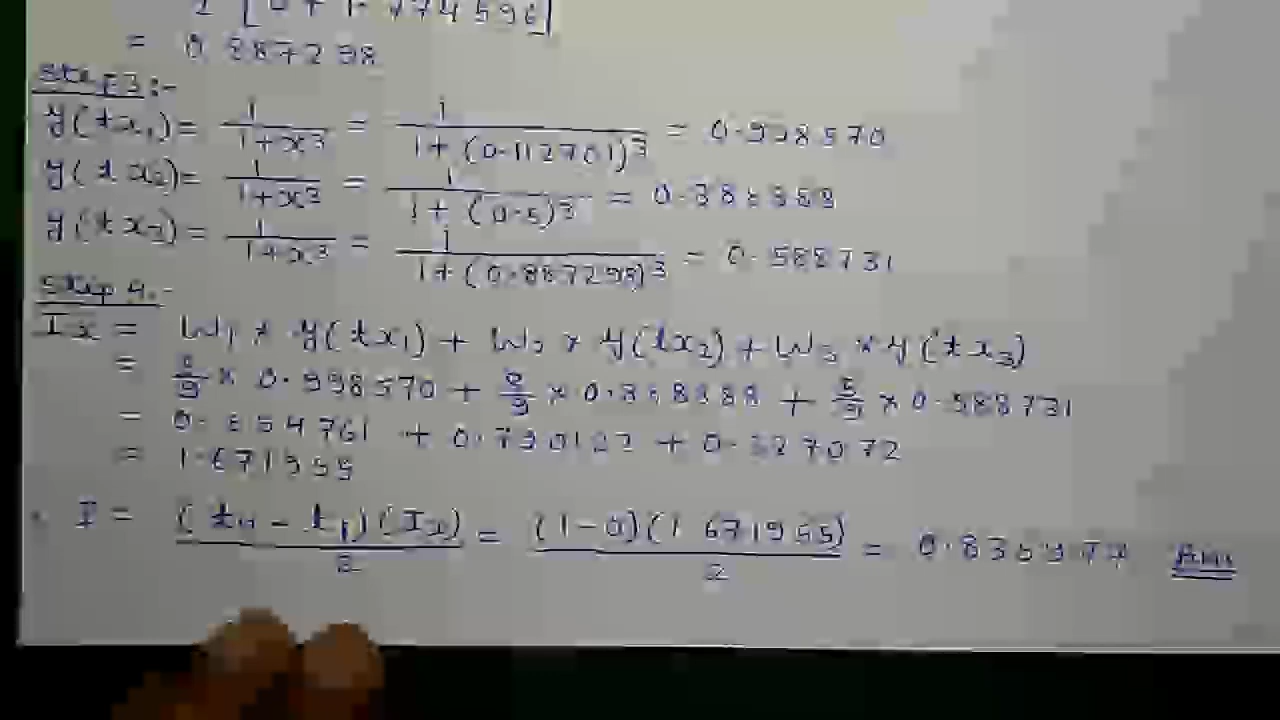 = 0.887298
Step 3:-
y(tx₁) = 1/(1+x³) = 1/(1+(0.112701)³) = 0.998570
y(tx₂) = 1/(1+x³) = 1/(1+(0.5)³) = 0.888888
y(tx₃) = 1/(1+x³) = 1/(1+(0.887298)³) = 0.588731
Step 4:-
Ix = W₁ * y(tx₁) + W₂ * y(tx₂) + W₃ * y(tx₃)
= 5/9 * 0.998570 + 8/9 * 0.888888 + 5/9 * 0.588731
= 0.554761 + 0.790123 + 0.327072
= 1.671955
I = (t₄ - t₁)(Ix)/2 = (1-0)(1.671955)/2 = 0.835977 Ans